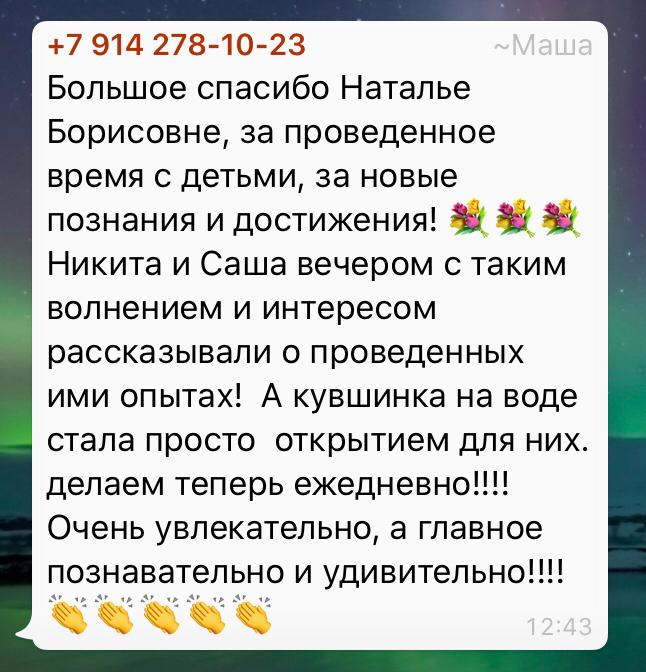 +7 914 278-10-23 ~Маша
Большое спасибо Наталье
Борисовне, за проведенное
время с детьми, за новые
познания и достижения! 💐💐💐
Никита и Саша вечером с таким
волнением и интересом
рассказывали о проведенных
ими опытах!  А кувшинка на воде
стала просто  открытием для них.
делаем теперь ежедневно!!!!
Очень увлекательно, а главное
познавательно и удивительно!!!!
👏👏👏👏👏 12:43